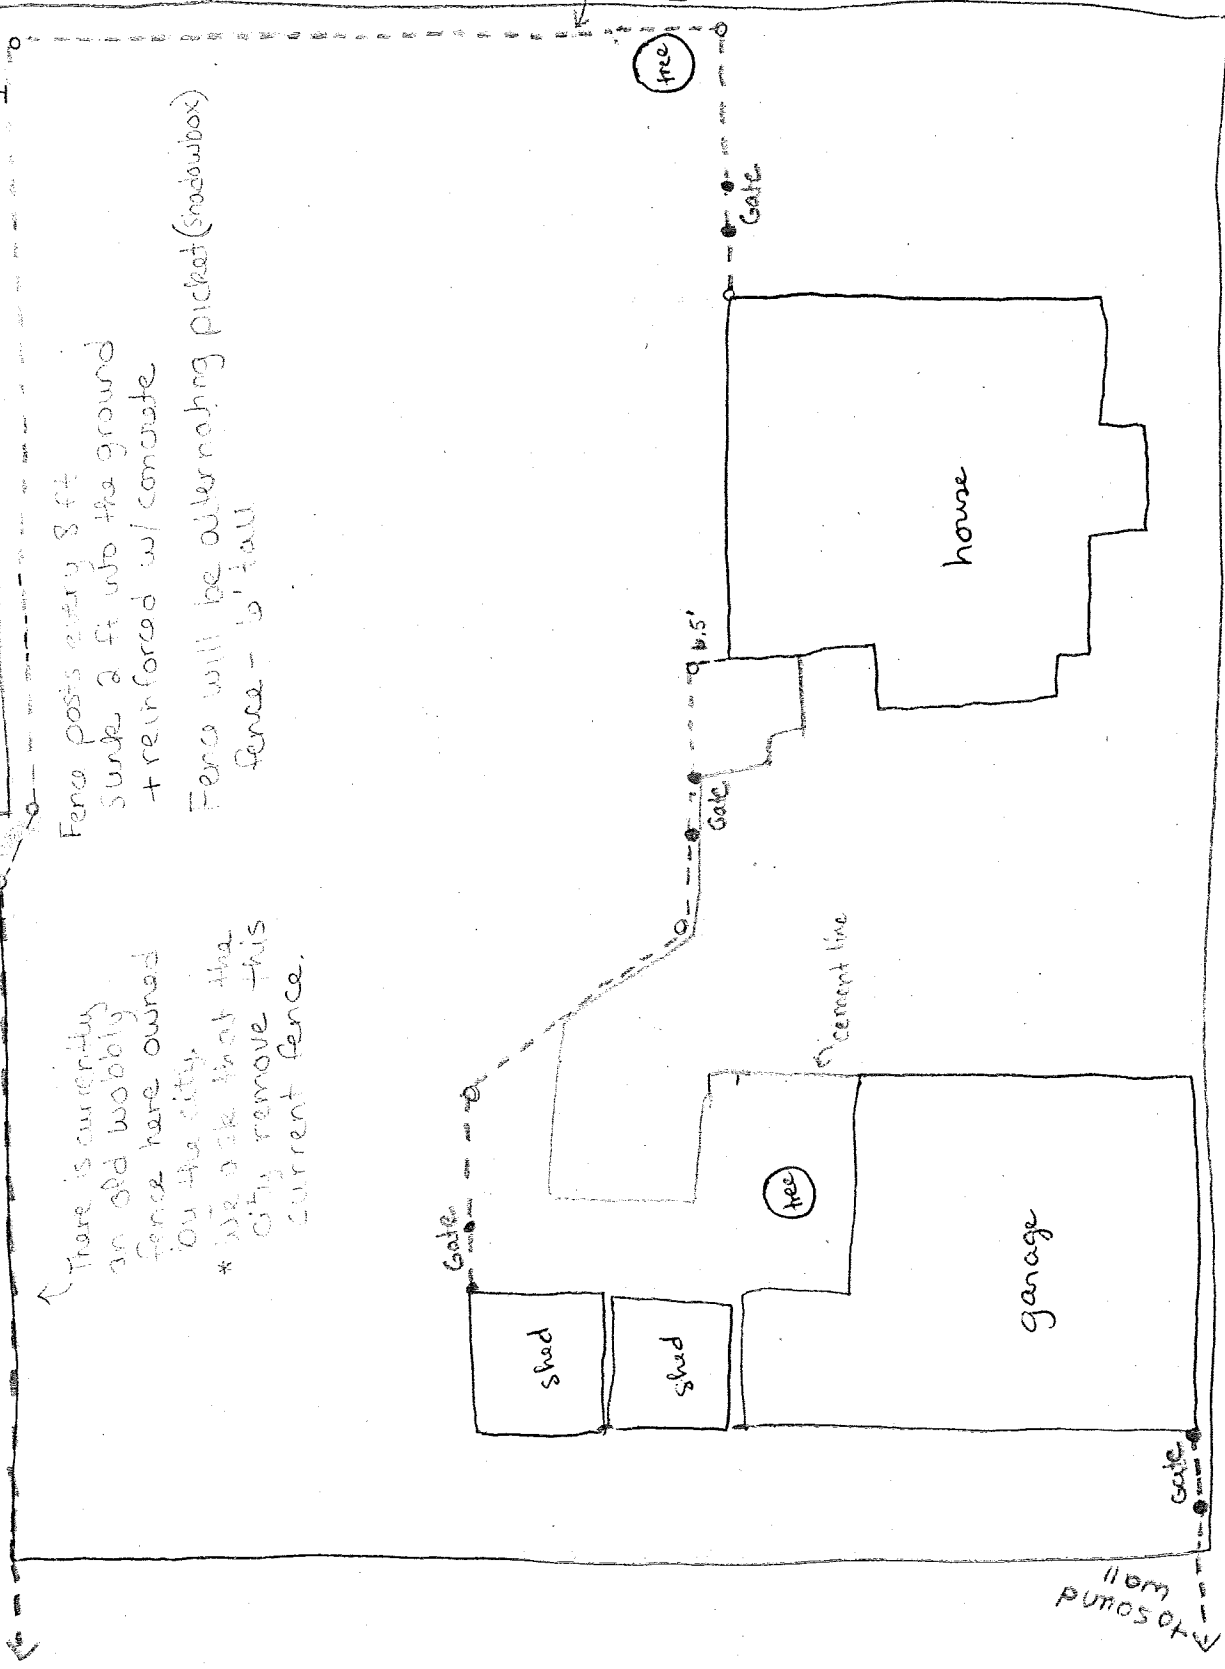 There is currently
an old wobbly
fence here owned
by the city.
* We ask that the
city remove this
current fence.
Fence posts every 8 ft
sunk 2 ft into the ground
+ reinforced w/ concrete
Fence will be alternating picket (shadowbox)
fence - 6' tall
tree
Gate
house
6.5'
Gate
cement line
Gate
tree
shed
shed
garage
Gate
to sound
wall